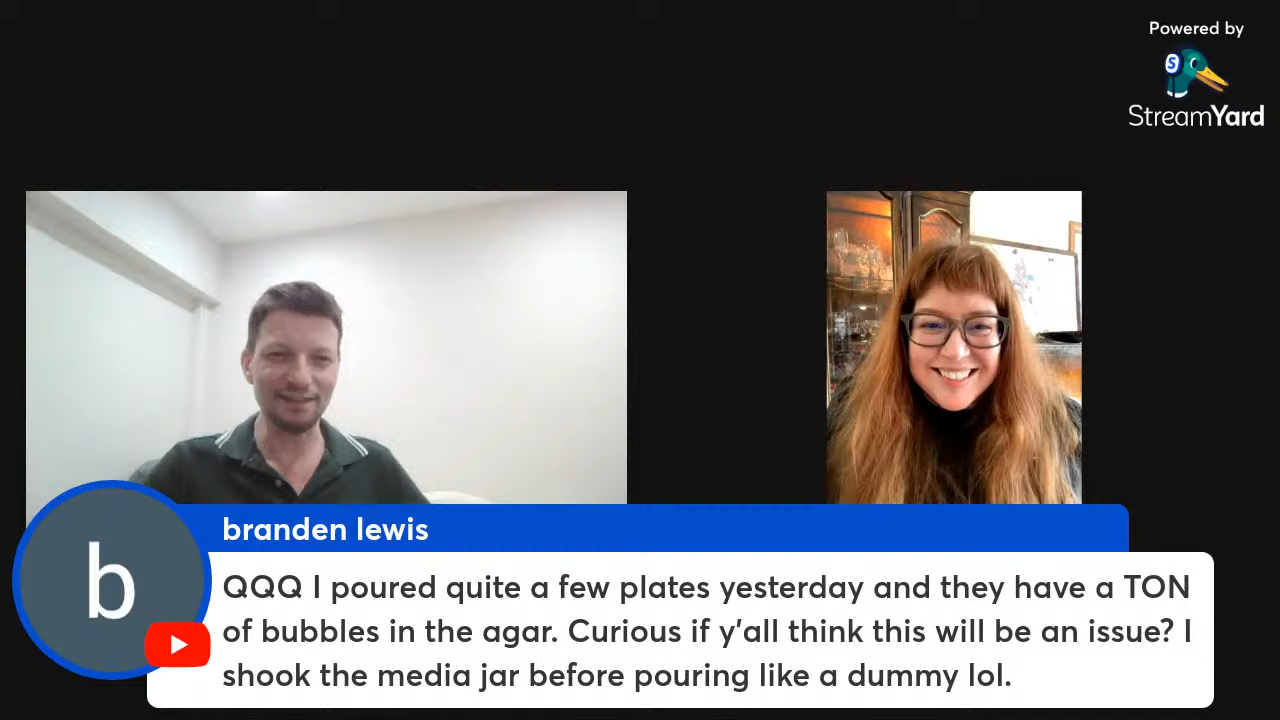 Powered by
S
StreamYard
branden lewis
b
QQQ I poured quite a few plates yesterday and they have a TON
of bubbles in the agar. Curious if y'all think this will be an issue? I
shook the media jar before pouring like a dummy lol.